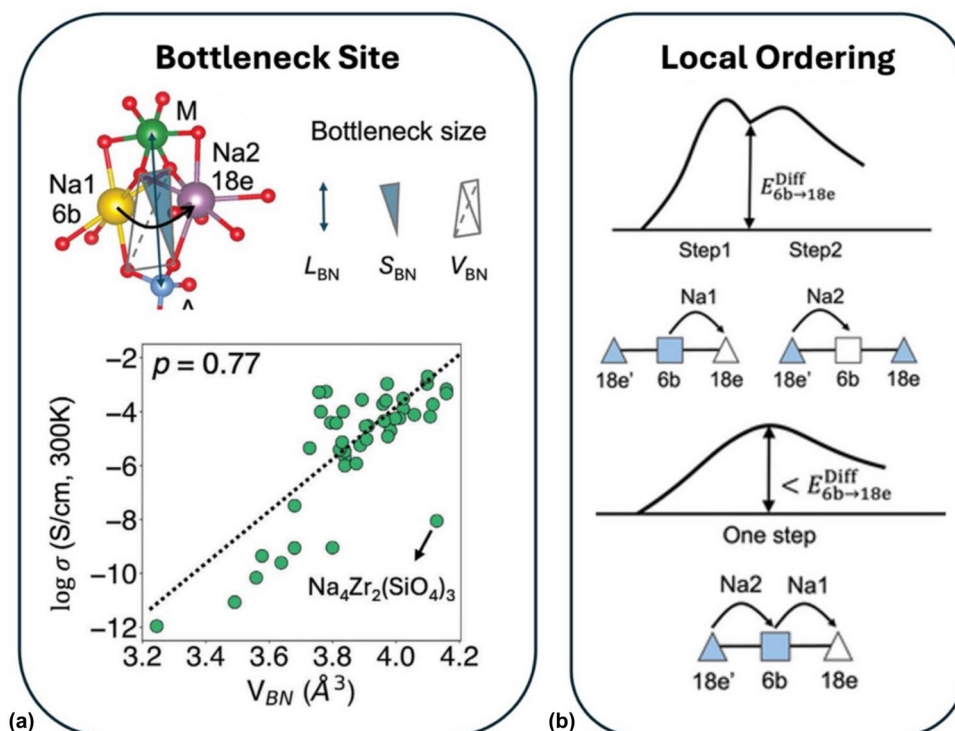 Bottleneck Site
M
Na1
6b
Na2
18e
Bottleneck size
L_BN
S_BN
V_BN
p = 0.77
log σ (S/cm, 300K)
−2
−4
−6
−8
−10
−12
Na₄Zr₂(SiO₄)₃
3.2 3.4 3.6 3.8 4.0 4.2
V_BN (Å³)
(a)
Local Ordering
E^Diff_6b→18e
Step1 Step2
Na1 Na2
18e' 6b 18e 18e' 6b 18e
< E^Diff_6b→18e
One step
Na2 Na1
18e' 6b 18e
(b)